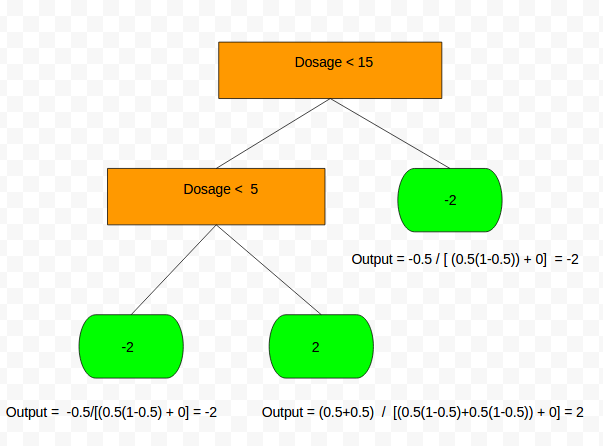 Dosage < 15
Dosage < 5
-2
Output = -0.5 / [ (0.5(1-0.5)) + 0] = -2
-2
2
Output = -0.5/[(0.5(1-0.5) + 0] = -2
Output = (0.5+0.5) / [(0.5(1-0.5)+0.5(1-0.5)) + 0] = 2